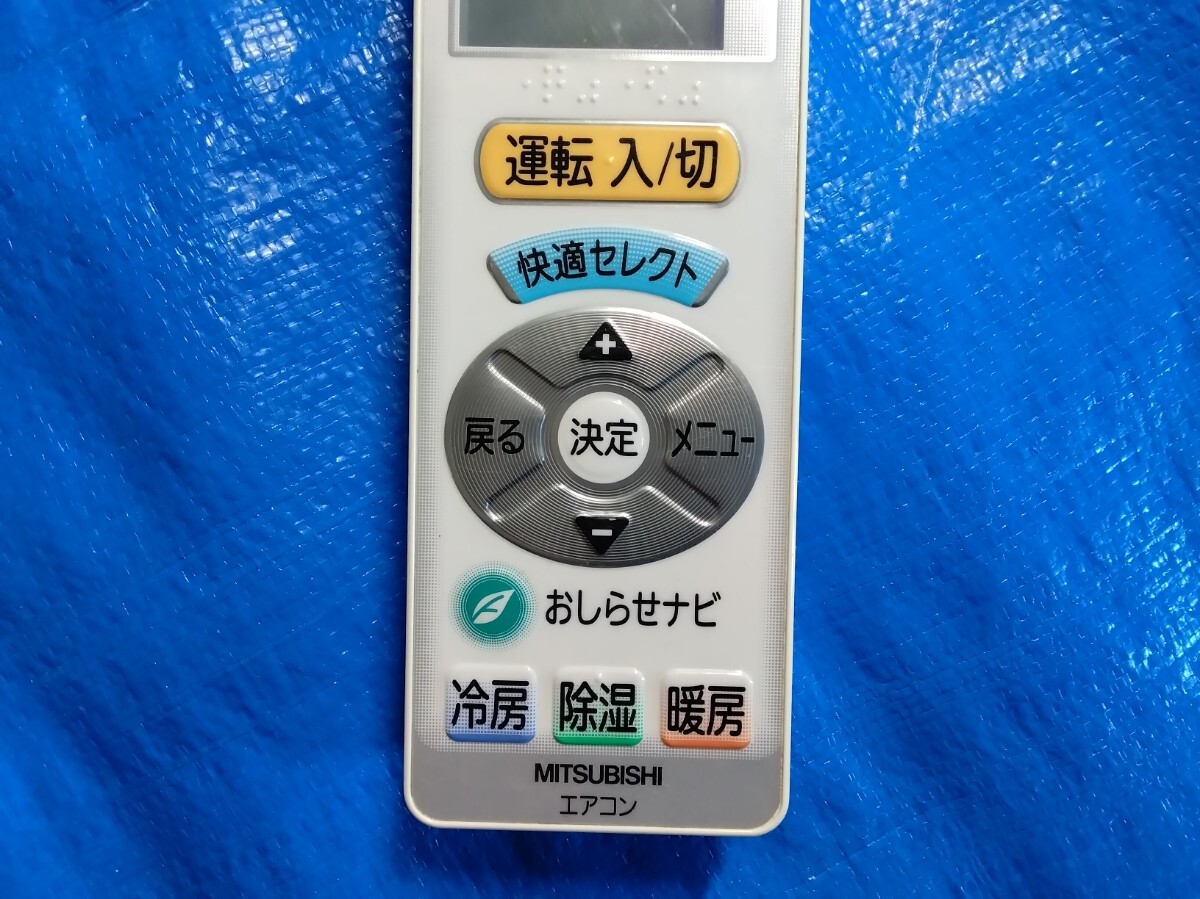 運転 入/切
快適セレクト
+
戻る 決定 メニュー
-
おしらせナビ
冷房 除湿 暖房
MITSUBISHI
エアコン